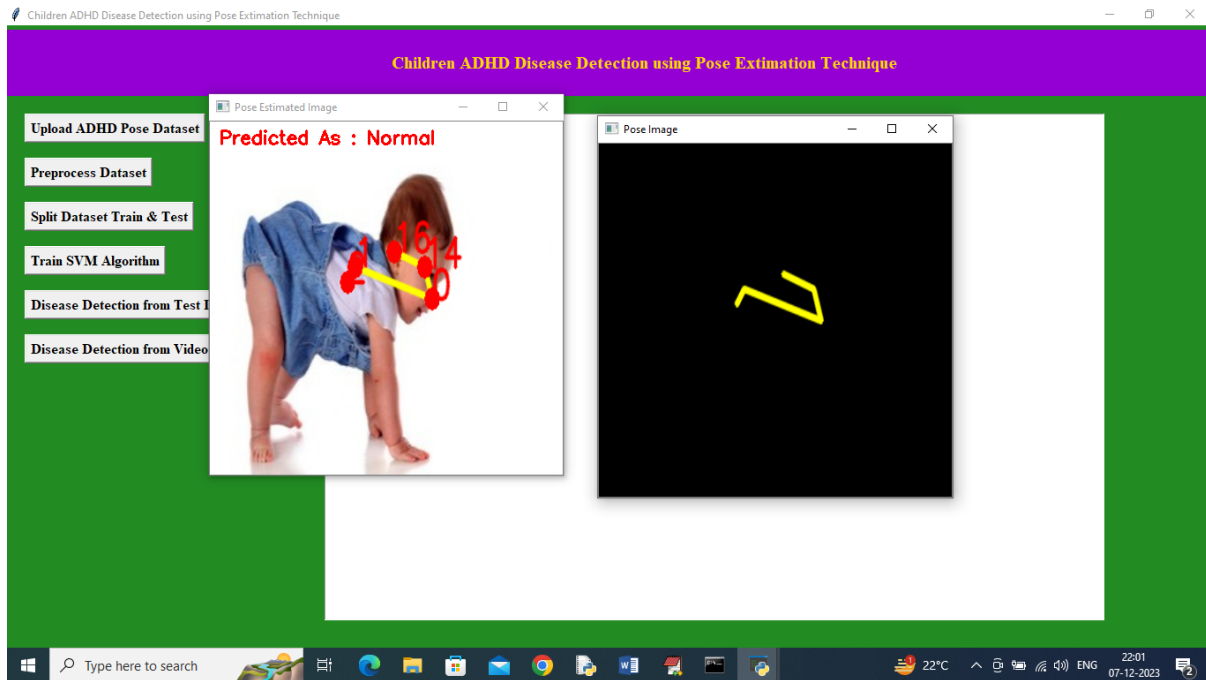 Children ADHD Disease Detection using Pose Extimation Technique
Children ADHD Disease Detection using Pose Extimation Technique
Upload ADHD Pose Dataset
Preprocess Dataset
Split Dataset Train & Test
Train SVM Algorithm
Disease Detection from Test I
Disease Detection from Video
Pose Estimated Image
Predicted As : Normal
16
1
14
2
0
Pose Image
Type here to search
22°C
ENG
22:01
07-12-2023
2